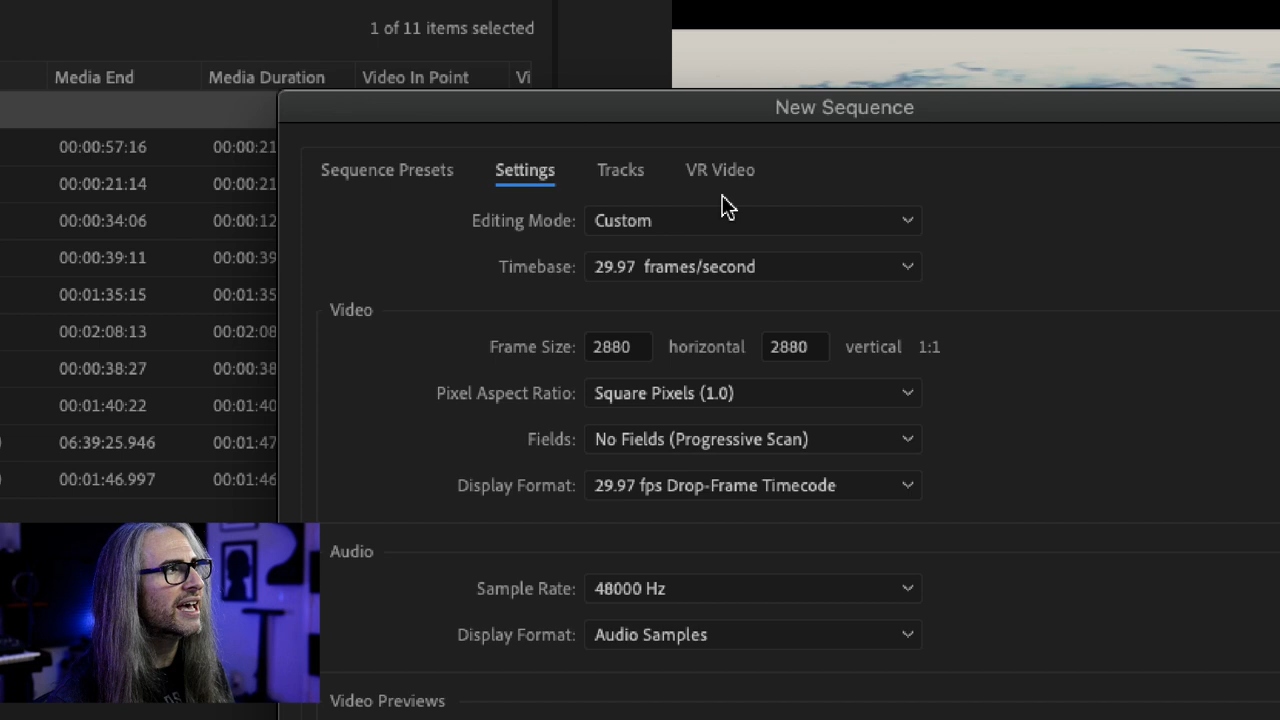 1 of 11 items selected
Media End Media Duration Video In Point Vi
New Sequence
00:00:57:16 00:00:21
00:00:21:14 00:00:21
00:00:34:06 00:00:12
00:00:39:11 00:00:39
00:01:35:15 00:01:35
00:02:08:13 00:02:08
00:00:38:27 00:00:38
00:01:40:22 00:01:40
06:39:25.946 00:01:47
00:01:46.997 00:01:46
Sequence Presets Settings Tracks VR Video
Editing Mode: Custom
Timebase: 29.97 frames/second
Video
Frame Size: 2880 horizontal 2880 vertical 1:1
Pixel Aspect Ratio: Square Pixels (1.0)
Fields: No Fields (Progressive Scan)
Display Format: 29.97 fps Drop-Frame Timecode
Audio
Sample Rate: 48000 Hz
Display Format: Audio Samples
Video Previews